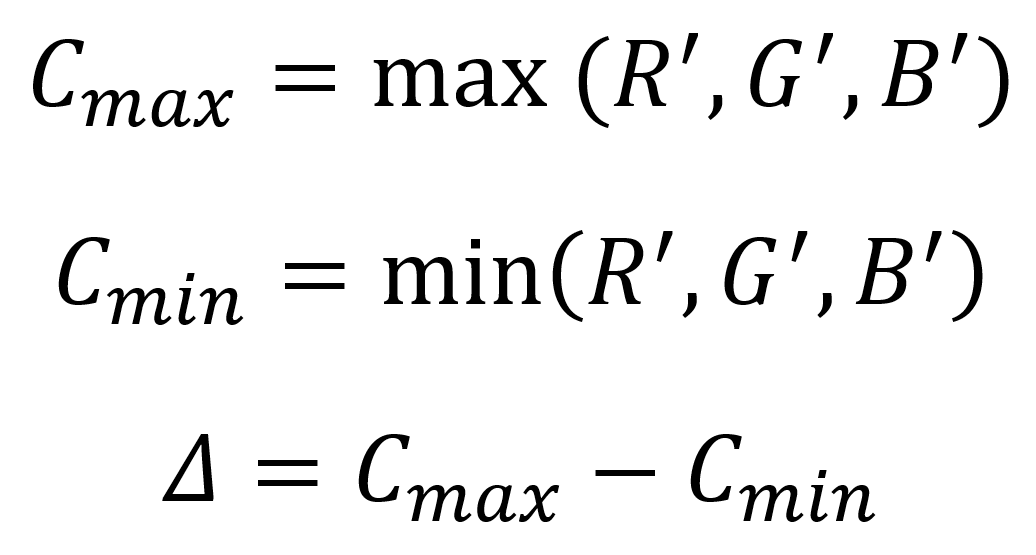 C_max = max (R′, G′, B′)
C_min = min(R′, G′, B′)
Δ = C_max − C_min